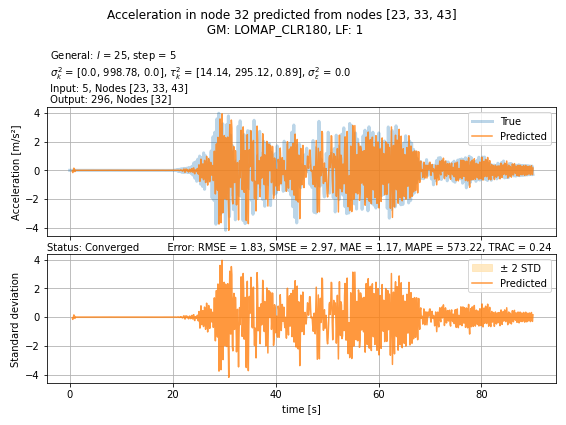 Acceleration in node 32 predicted from nodes [23, 33, 43]
GM: LOMAP_CLR180, LF: 1
General: l = 25, step = 5
σ²ₖ = [0.0, 998.78, 0.0], τ²ₖ = [14.14, 295.12, 0.89], σ²ε = 0.0
Input: 5, Nodes [23, 33, 43]
Output: 296, Nodes [32]
4
2
0
−2
−4
Acceleration [m/s²]
True
Predicted
Status: Converged Error: RMSE = 1.83, SMSE = 2.97, MAE = 1.17, MAPE = 573.22, TRAC = 0.24
4
2
0
−2
−4
Standard deviation
± 2 STD
Predicted
0 20 40 60 80
time [s]